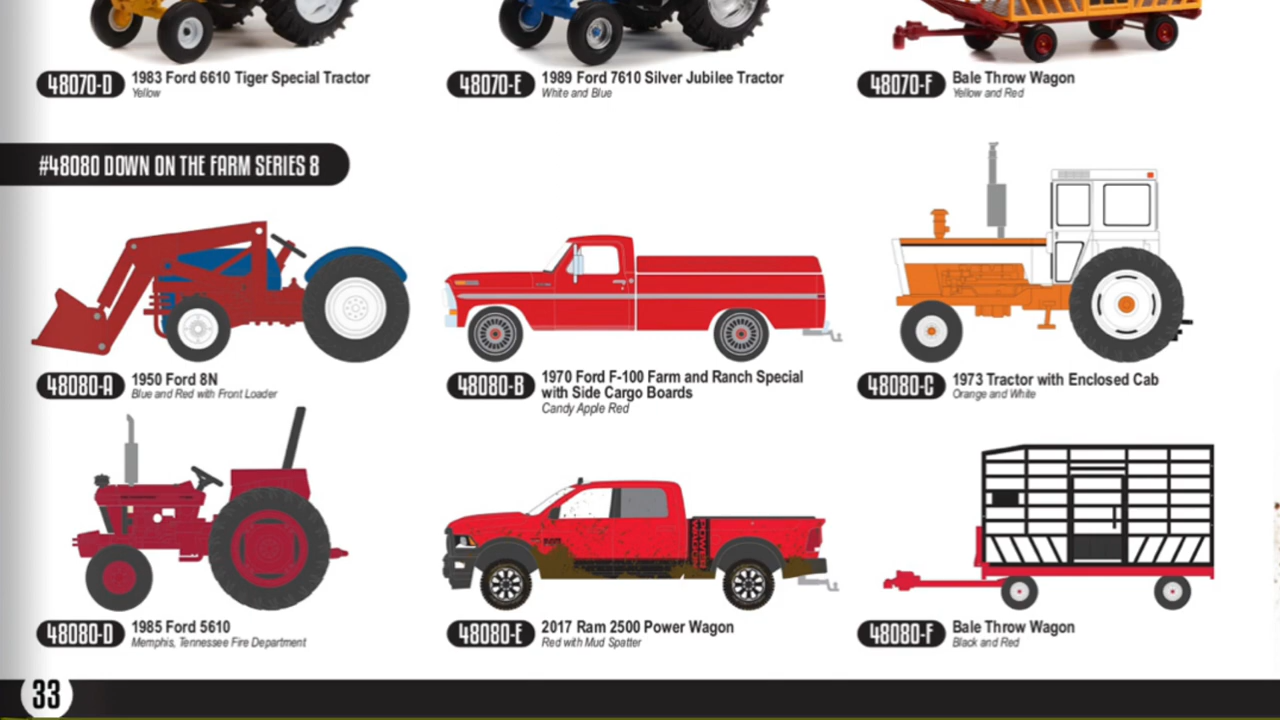 48070-D 1983 Ford 6610 Tiger Special Tractor
Yellow
48070-E 1989 Ford 7610 Silver Jubilee Tractor
White and Blue
48070-F Bale Throw Wagon
Yellow and Red
#48080 DOWN ON THE FARM SERIES 8
48080-A 1950 Ford 8N
Blue and Red with Front Loader
48080-B 1970 Ford F-100 Farm and Ranch Special
with Side Cargo Boards
Candy Apple Red
48080-C 1973 Tractor with Enclosed Cab
Orange and White
48080-D 1985 Ford 5610
Memphis, Tennessee Fire Department
48080-E 2017 Ram 2500 Power Wagon
Red with Mud Spatter
48080-F Bale Throw Wagon
Black and Red
33